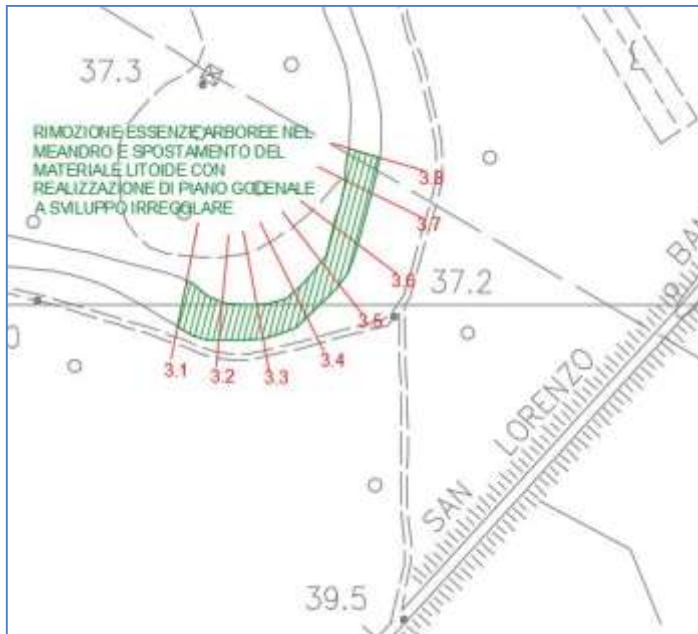 37.3
RIMOZIONE ESSENZE ARBOREE NEL
MEANDRO E SPOSTAMENTO DEL
MATERIALE LITOIDE CON
REALIZZAZIONE DI PIANO GOLENALE
A SVILUPPO IRREGOLARE
3.8
3.7
3.6
37.2
3.5
3.4
3.3
3.2
3.1
0
SAN LORENZO
BAN
39.5